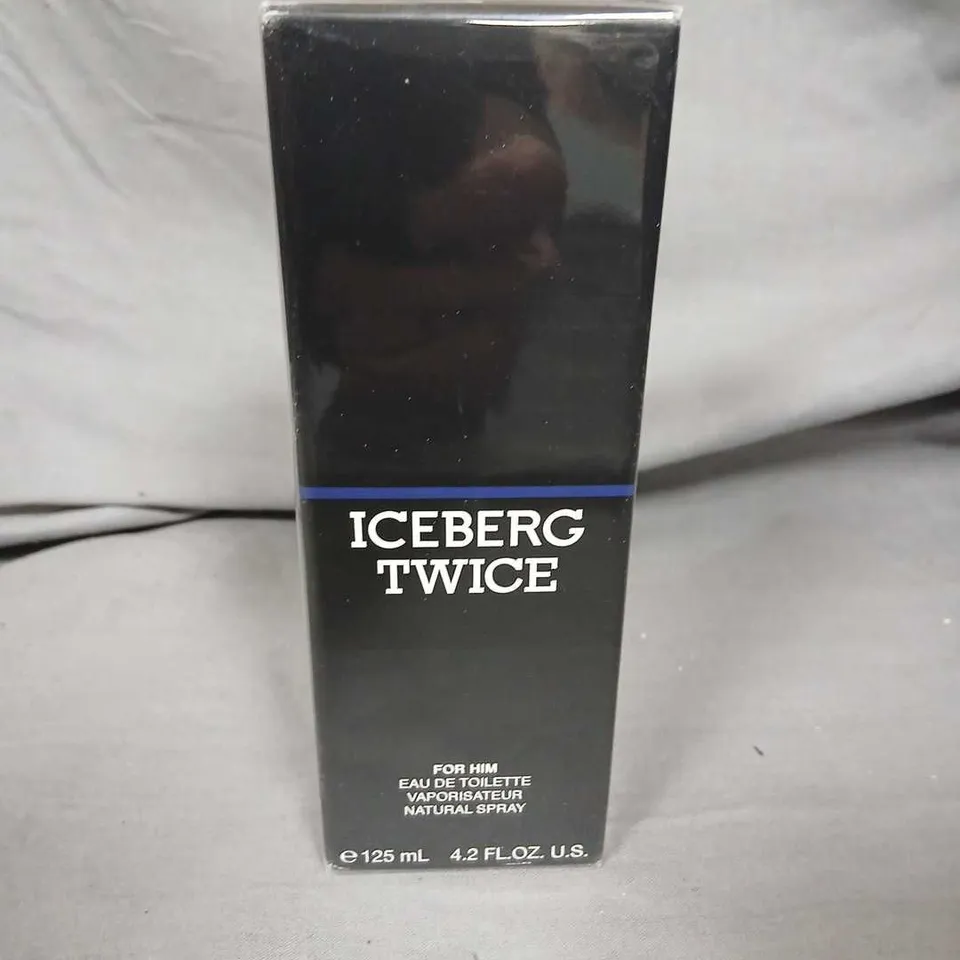 ICEBERG
TWICE
FOR HIM
EAU DE TOILETTE
VAPORISATEUR
NATURAL SPRAY
℮125 mL 4.2 FL.OZ. U.S.